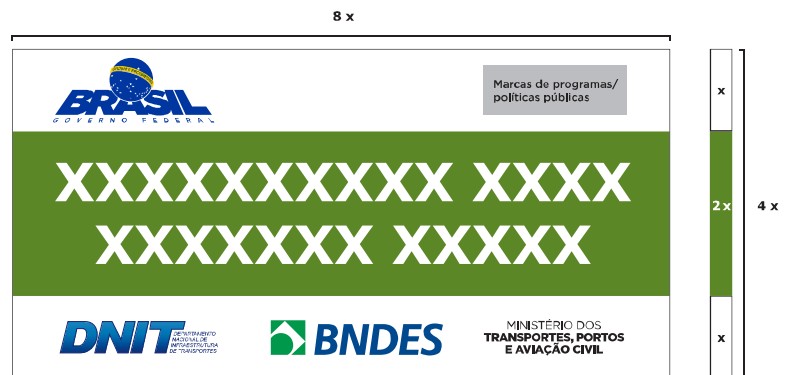 8 x
BRASIL
GOVERNO FEDERAL
Marcas de programas/
políticas públicas
x
XXXXXXXXXX XXXX
XXXXXXX XXXXX
2 x
4 x
DNIT
DEPARTAMENTO
NACIONAL DE
INFRAESTRUTURA
DE TRANSPORTES
BNDES
MINISTÉRIO DOS
TRANSPORTES, PORTOS
E AVIAÇÃO CIVIL
x